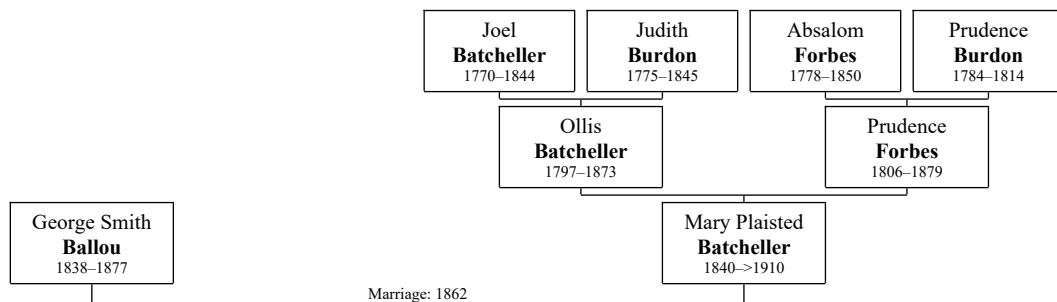 Joel
Batcheller
1770–1844
Judith
Burdon
1775–1845
Absalom
Forbes
1778–1850
Prudence
Burdon
1784–1814
Ollis
Batcheller
1797–1873
Prudence
Forbes
1806–1879
George Smith
Ballou
1838–1877
Mary Plaisted
Batcheller
1840–>1910
Marriage: 1862